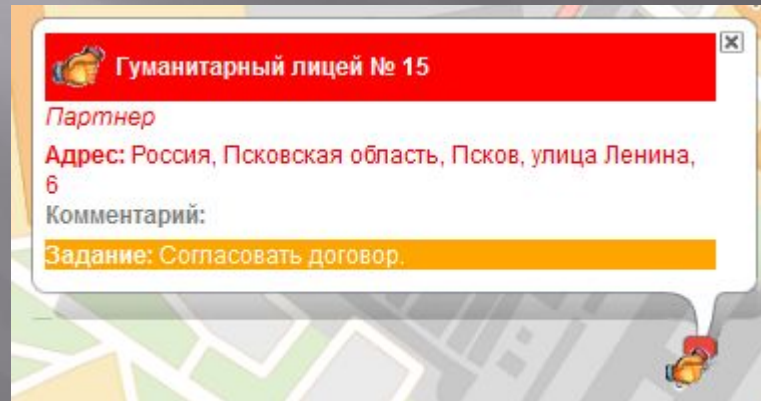 Гуманитарный лицей № 15
Партнер
Адрес: Россия, Псковская область, Псков, улица Ленина,
6
Комментарий:
Задание: Согласовать договор.